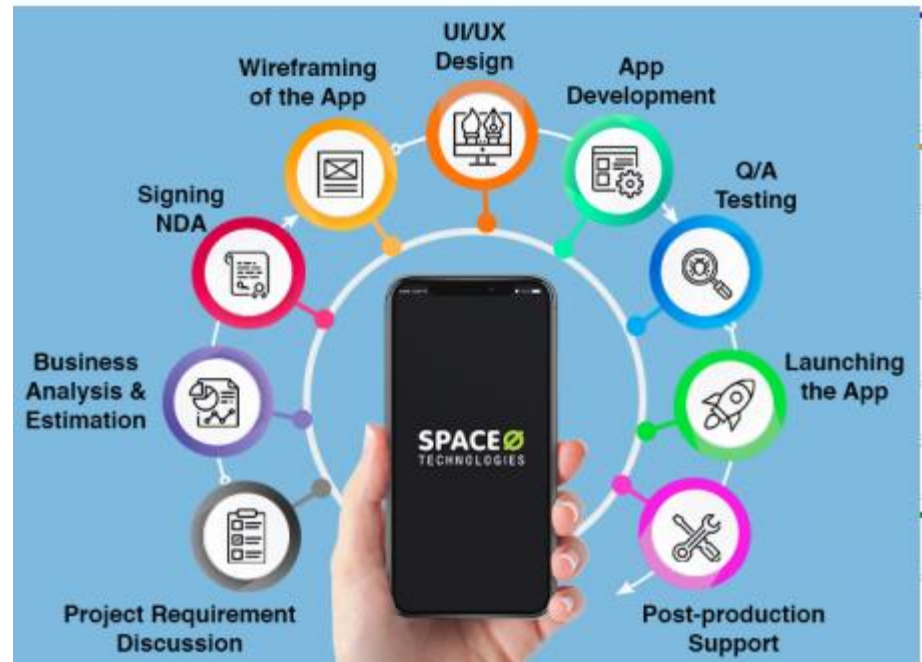 UI/UX
Design
Wireframing
of the App
App
Development
Signing
NDA
Q/A
Testing
Business
Analysis &
Estimation
Launching
the App
SPACEØ
TECHNOLOGIES
Project Requirement
Discussion
Post-production
Support